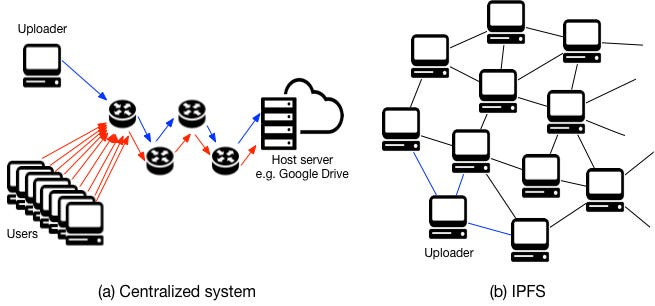 Uploader
Host server
e.g. Google Drive
Users
Uploader
(a) Centralized system
(b) IPFS